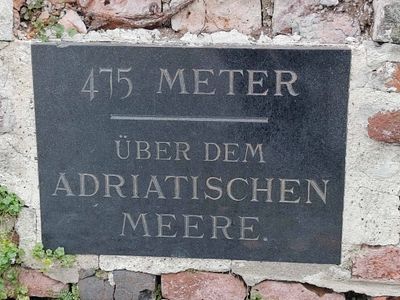 475 METER
ÜBER DEM
ADRIATISCHEN
MEERE.